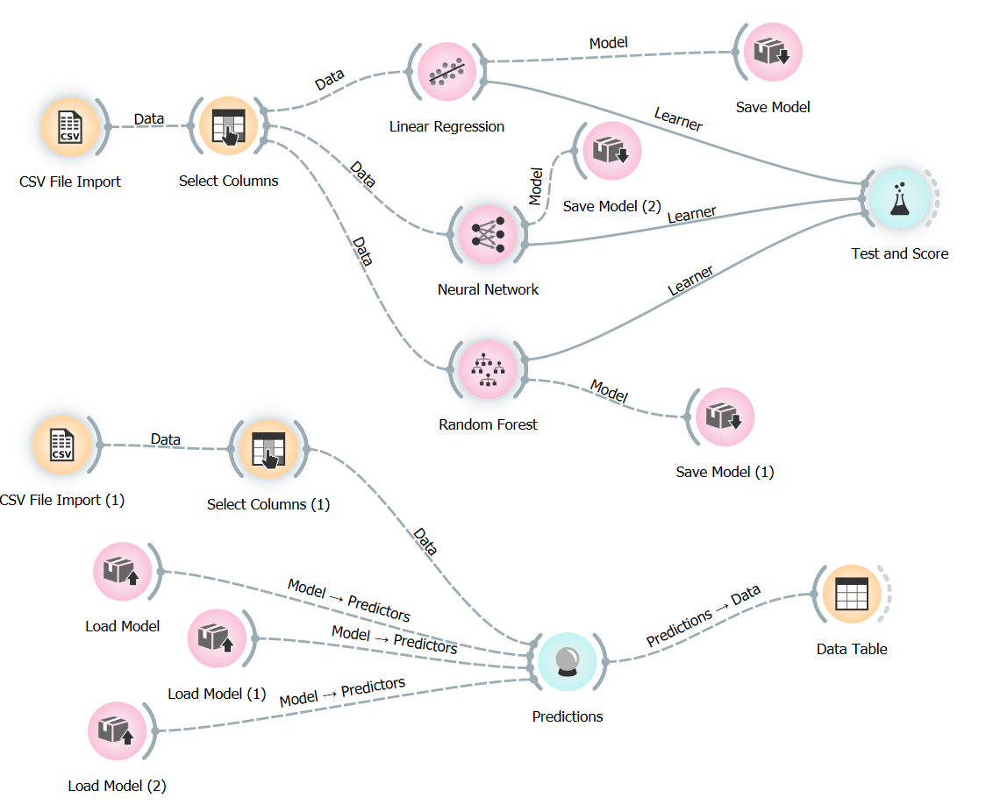 Model
Save Model
Data
CSV
CSV File Import
Data
Select Columns
Linear Regression
Learner
Data
Model
Save Model (2)
Learner
Test and Score
Neural Network
Data
Learner
Random Forest
Model
Save Model (1)
CSV
CSV File Import (1)
Data
Select Columns (1)
Data
Load Model
Model → Predictors
Load Model (1)
Model → Predictors
Load Model (2)
Model → Predictors
Predictions
Predictions → Data
Data Table